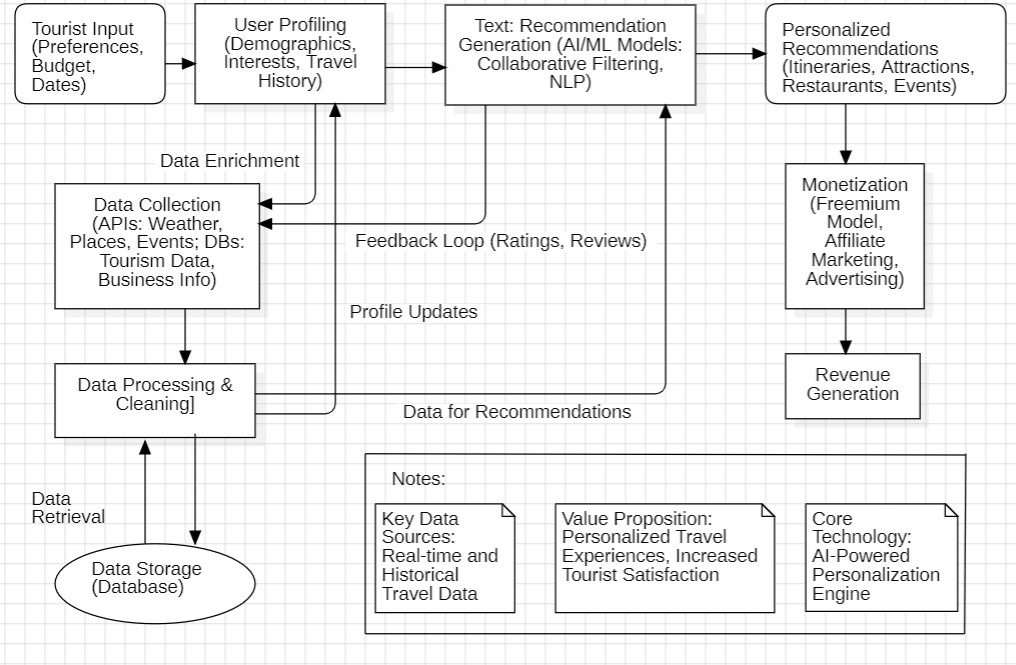 Tourist Input
(Preferences,
Budget,
Dates)
User Profiling
(Demographics,
Interests, Travel
History)
Text: Recommendation
Generation (AI/ML Models:
Collaborative Filtering,
NLP)
Personalized
Recommendations
(Itineraries, Attractions,
Restaurants, Events)
Data Enrichment
Data Collection
(APIs: Weather,
Places, Events; DBs:
Tourism Data,
Business Info)
Feedback Loop (Ratings, Reviews)
Monetization
(Freemium
Model,
Affiliate
Marketing,
Advertising)
Profile Updates
Data Processing &
Cleaning]
Data for Recommendations
Revenue
Generation
Data
Retrieval
Data Storage
(Database)
Notes:
Key Data
Sources:
Real-time and
Historical
Travel Data
Value Proposition:
Personalized Travel
Experiences, Increased
Tourist Satisfaction
Core
Technology:
AI-Powered
Personalization
Engine